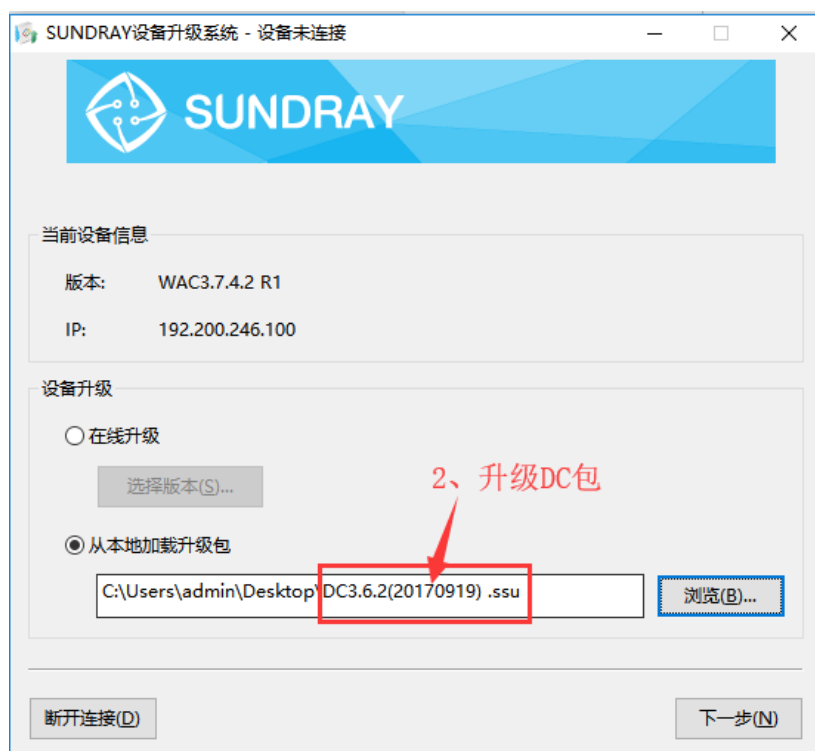 SUNDRAY设备升级系统 - 设备未连接
SUNDRAY
当前设备信息
版本: WAC3.7.4.2 R1
IP: 192.200.246.100
设备升级
在线升级
选择版本(S)...
2、升级DC包
从本地加载升级包
C:\Users\admin\Desktop\DC3.6.2(20170919) .ssu
浏览(B)...
断开连接(D)
下一步(N)